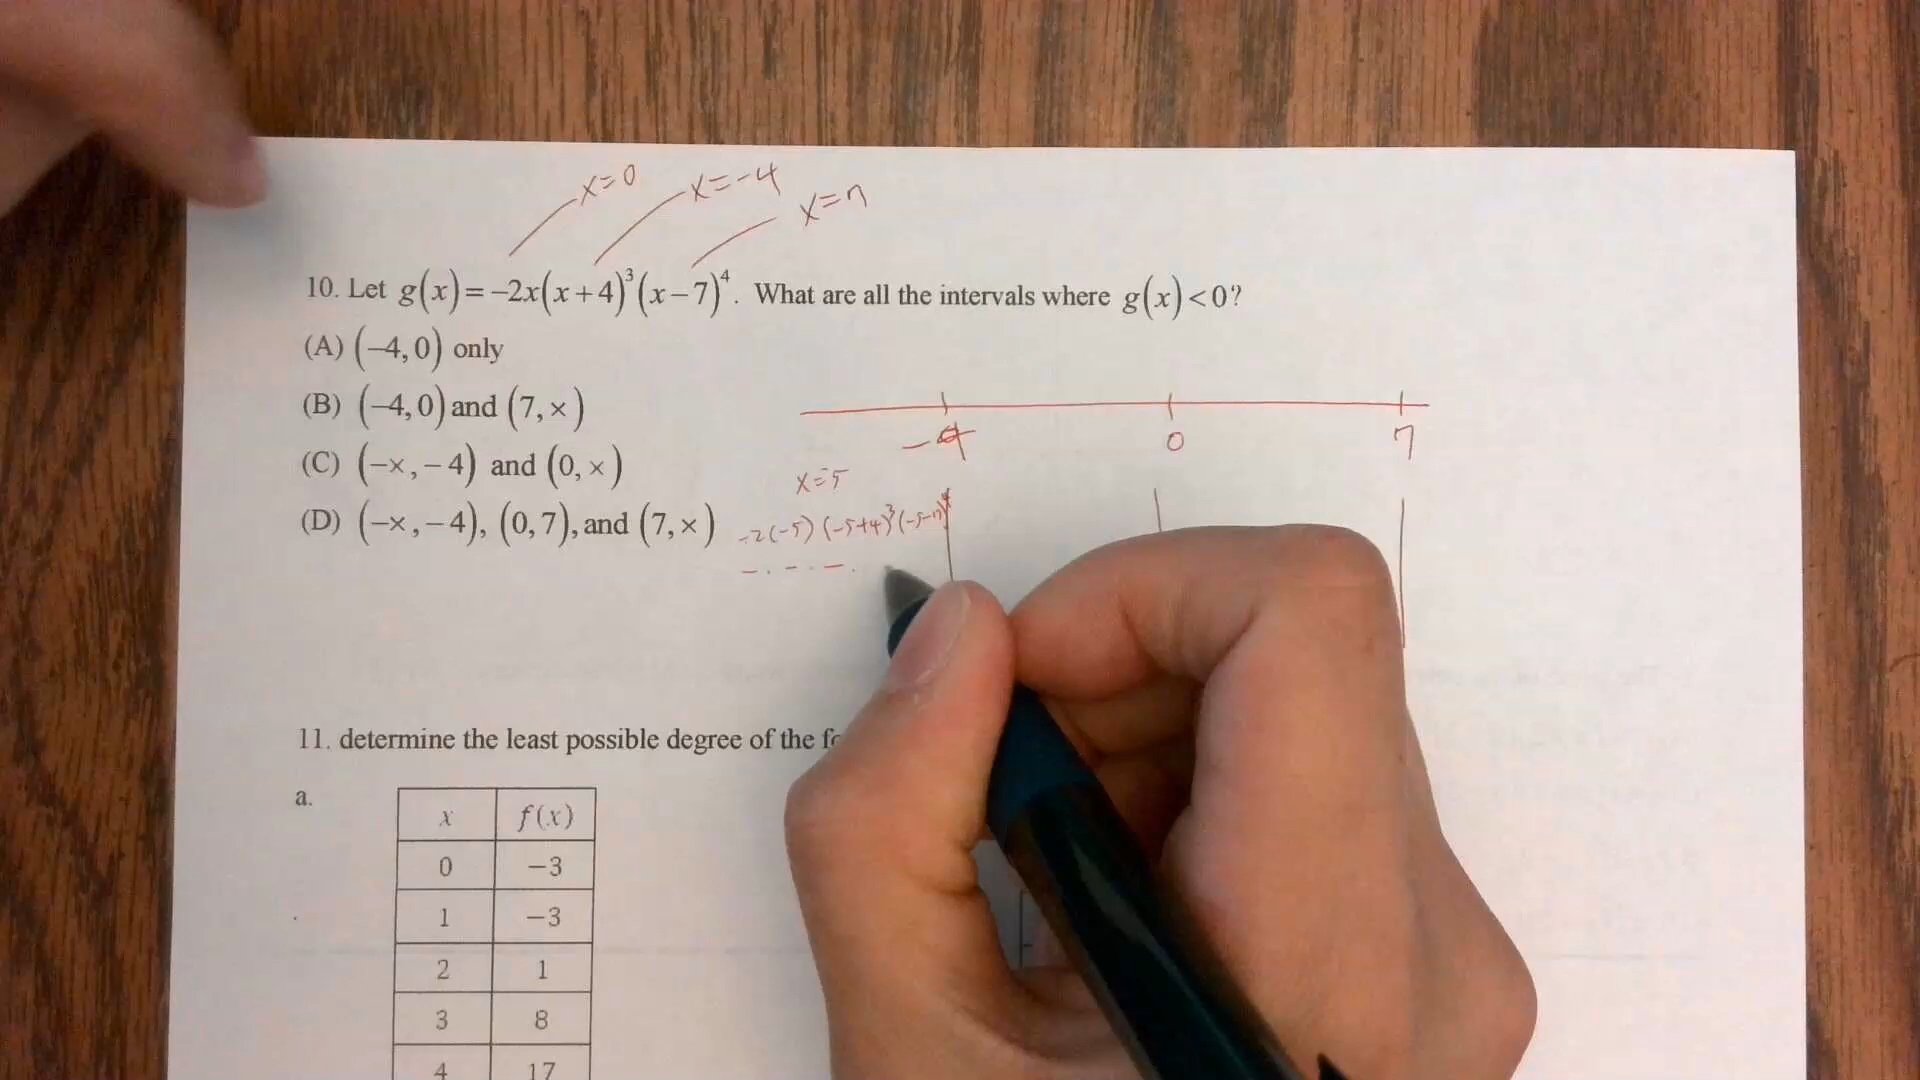 x=0
x=-4
x=7
10. Let g(x)=-2x(x+4)³(x-7)⁴. What are all the intervals where g(x)<0?
(A) (-4,0) only
(B) (-4,0) and (7,×)
(C) (-×,-4) and (0,×)
(D) (-×,-4), (0,7), and (7,×)
-4 0 7
x=5
-2(-5) (-5+4)³(-5-7)⁴
- · - · - ·
11. determine the least possible degree of the
a.
x f(x)
0 -3
1 -3
2 1
3 8
4 17